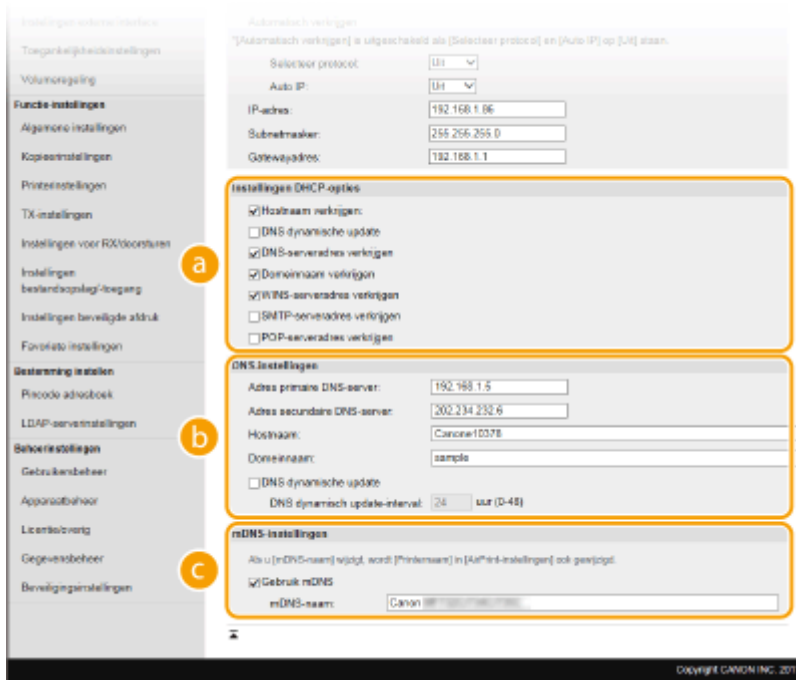 Instellingen externe interface
Toegankelijkheidsinstellingen
Volumeregeling
Functie-instellingen
Algemene instellingen
Kopieerinstellingen
Printerinstellingen
TX-instellingen
Instellingen voor RX/doorsturen
Instellingen
bestandsopslag/-toegang
Instellingen beveiligde afdruk
Favoriete instellingen
Bestemming instellen
Pincode adresboek
LDAP-serverinstellingen
Beheerinstellingen
Gebruikersbeheer
Apparaatbeheer
Licentie/overig
Gegevensbeheer
Beveiligingsinstellingen
Automatisch verkrijgen
"[Automatisch verkrijgen] is uitgeschakeld als [Selecteer protocol] en [Auto IP] op [Uit] staan.
Selecteer protocol: Uit
Auto IP: Uit
IP-adres: 192.168.1.86
Subnetmasker: 255.255.255.0
Gatewayadres: 192.168.1.1
a
Instellingen DHCP-opties
Hostnaam verkrijgen:
DNS dynamische update
DNS-serveradres verkrijgen
Domeinnaam verkrijgen
WINS-serveradres verkrijgen
SMTP-serveradres verkrijgen
POP-serveradres verkrijgen
b
DNS-instellingen
Adres primaire DNS-server: 192.168.1.5
Adres secundaire DNS-server: 202.234.232.6
Hostnaam: Canone10378
Domeinnaam: sample
DNS dynamische update
DNS dynamisch update-interval: 24 uur (0-48)
c
mDNS-instellingen
Als u [mDNS-naam] wijzigt, wordt [Printernaam] in [AirPrint-instellingen] ook gewijzigd.
Gebruik mDNS
mDNS-naam: Canon
Copyright CANON INC. 201